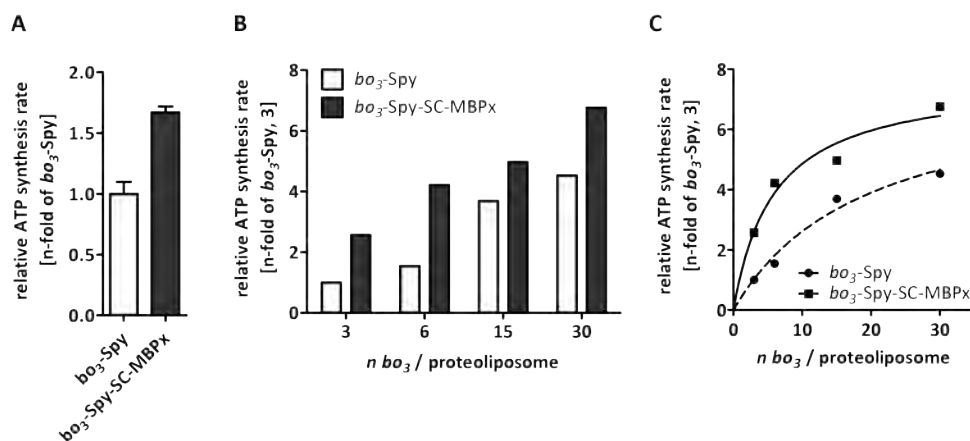 A
relative ATP synthesis rate
[n-fold of bo₃-Spy]
2.0
1.5
1.0
0.5
0.0
bo₃-Spy
bo₃-Spy-SC-MBPx
B
relative ATP synthesis rate
[n-fold of bo₃-Spy, 3]
8
6
4
2
0
bo₃-Spy
bo₃-Spy-SC-MBPx
3 6 15 30
n bo₃ / proteoliposome
C
relative ATP synthesis rate
[n-fold of bo₃-Spy, 3]
8
6
4
2
0
bo₃-Spy
bo₃-Spy-SC-MBPx
0 10 20 30
n bo₃ / proteoliposome